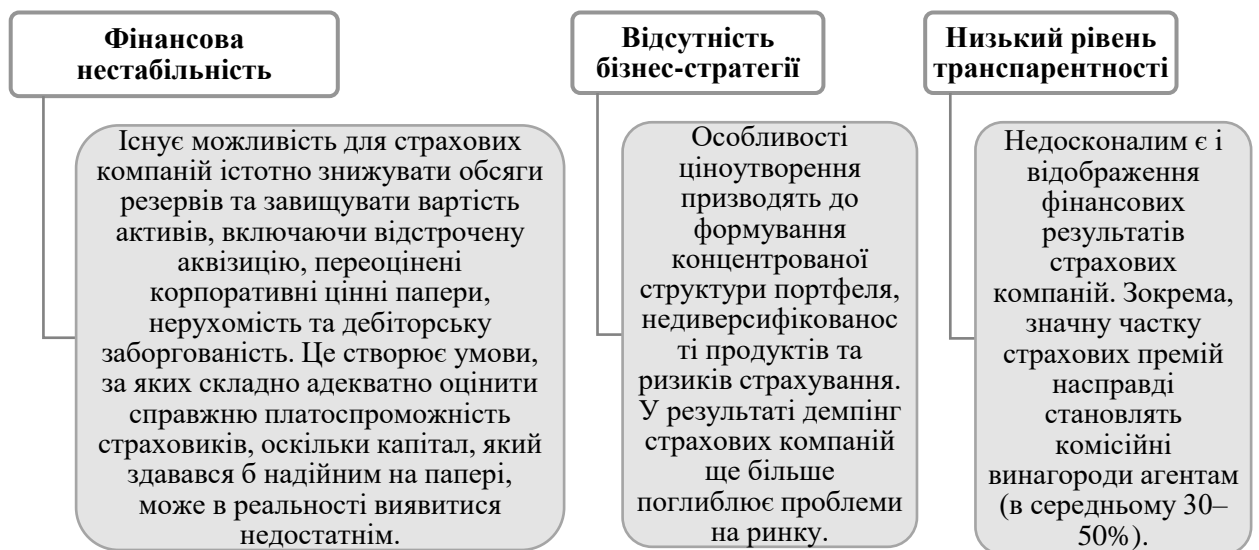 Фінансова
нестабільність
Існує можливість для страхових
компаній істотно знижувати обсяги
резервів та завищувати вартість
активів, включаючи відстрочену
аквізицію, переоцінені
корпоративні цінні папери,
нерухомість та дебіторську
заборгованість. Це створює умови,
за яких складно адекватно оцінити
справжню платоспроможність
страховиків, оскільки капітал, який
здавався б надійним на папері,
може в реальності виявитися
недостатнім.
Відсутність
бізнес-стратегії
Особливості
ціноутворення
призводять до
формування
концентрованої
структури портфеля,
недиверсифікованос
ті продуктів та
ризиків страхування.
У результаті демпінг
страхових компаній
ще більше
поглиблює проблеми
на ринку.
Низький рівень
транспарентності
Недосконалим є і
відображення
фінансових
результатів
страхових
компаній. Зокрема,
значну частку
страхових премій
насправді
становлять
комісійні
винагороди агентам
(в середньому 30–
50%).